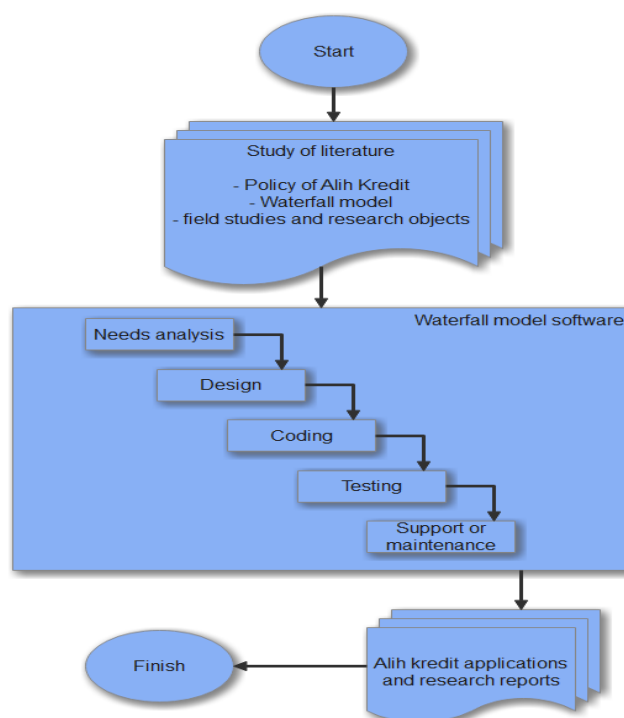 Start
Study of literature
- Policy of Alih Kredit
- Waterfall model
- field studies and research objects
Waterfall model software
Needs analysis
Design
Coding
Testing
Support or
maintenance
Alih kredit applications
and research reports
Finish